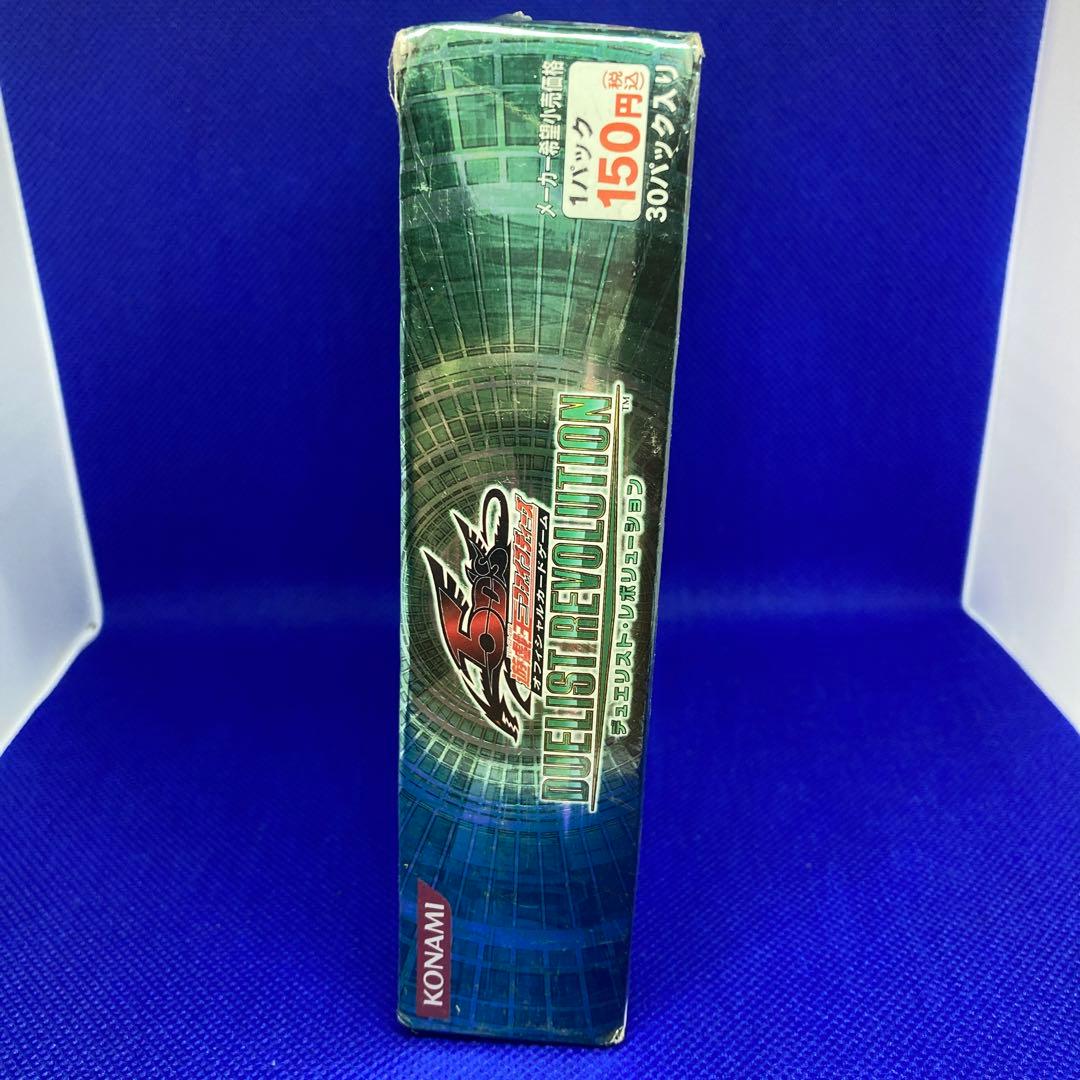 メーカー希望小売価格
1パック
150円(税込)
30パック入り
5D's
遊戯王ファイブディーズ
オフィシャルカードゲーム
DUELIST REVOLUTION™
デュエリスト・レボリューション
KONAMI